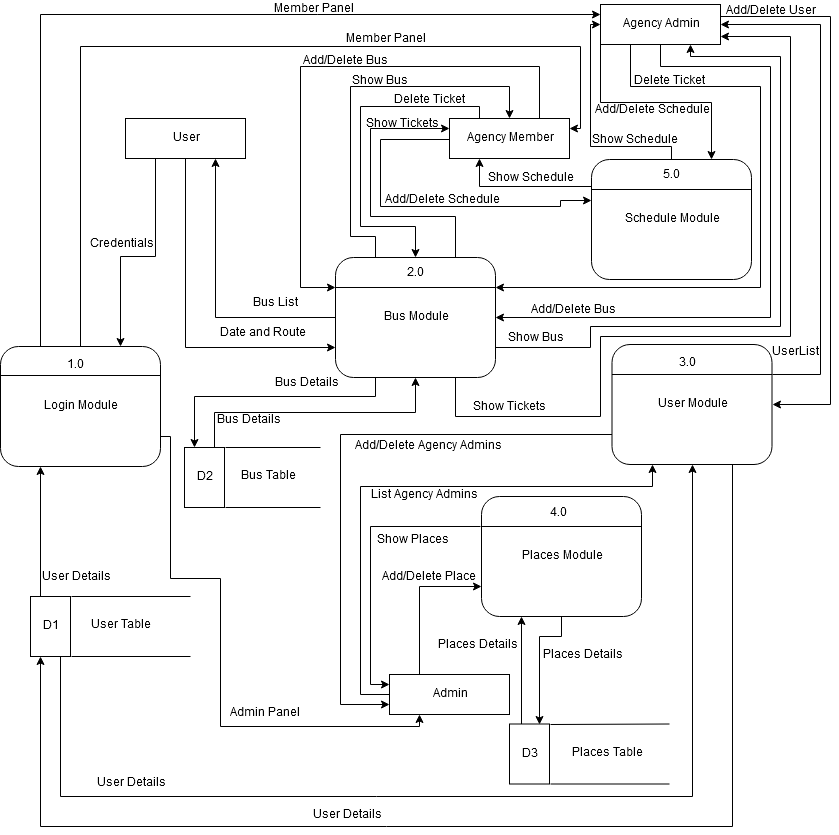 Member Panel
Add/Delete User
Agency Admin
Member Panel
Add/Delete Bus
Show Bus
Delete Ticket
Delete Ticket
Add/Delete Schedule
Show Tickets
User
Agency Member
Show Schedule
Show Schedule
5.0
Add/Delete Schedule
Schedule Module
Credentials
2.0
Bus List
Add/Delete Bus
Bus Module
Date and Route
Show Bus
UserList
1.0
3.0
Bus Details
Login Module
Show Tickets
User Module
Bus Details
Add/Delete Agency Admins
D2
Bus Table
List Agency Admins
4.0
Show Places
Places Module
User Details
Add/Delete Place
D1
User Table
Places Details
Places Details
Admin
Admin Panel
D3
Places Table
User Details
User Details